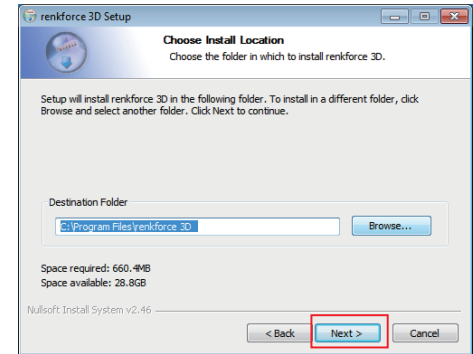 renkforce 3D Setup
Choose Install Location
Choose the folder in which to install renkforce 3D.
Setup will install renkforce 3D in the following folder. To install in a different folder, click
Browse and select another folder. Click Next to continue.
Destination Folder
C:\Program Files\renkforce 3D
Browse...
Space required: 660.4MB
Space available: 28.8GB
Nullsoft Install System v2.46
< Back
Next >
Cancel